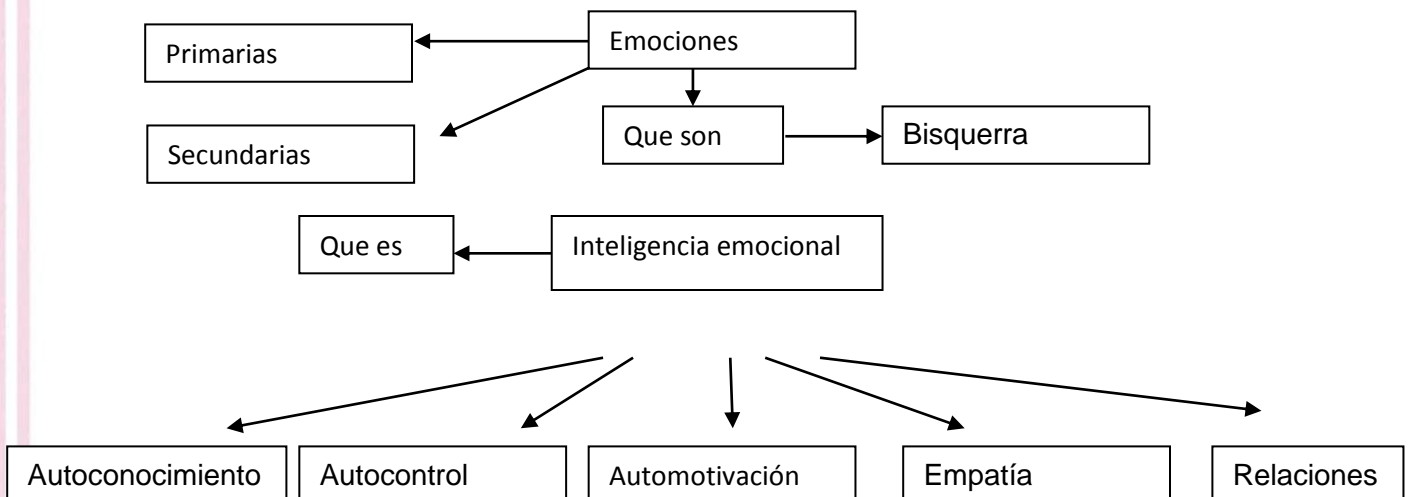 Emociones
Primarias
Secundarias
Que son
Bisquerra
Que es
Inteligencia emocional
Autoconocimiento
Autocontrol
Automotivación
Empatía
Relaciones